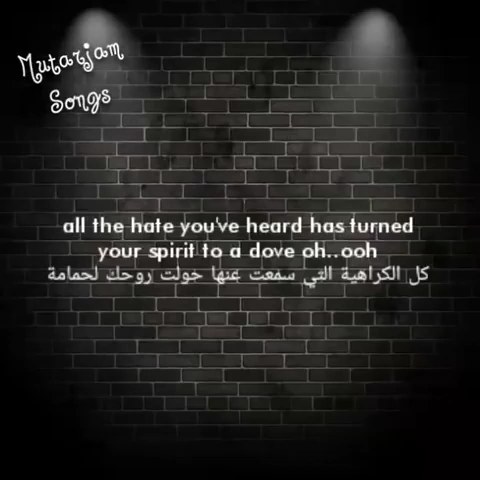 Mutarjam
Songs
all the hate you've heard has turned
your spirit to a dove oh..ooh
كل الكراهية التي سمعت عنها حولت روحك لحمامة